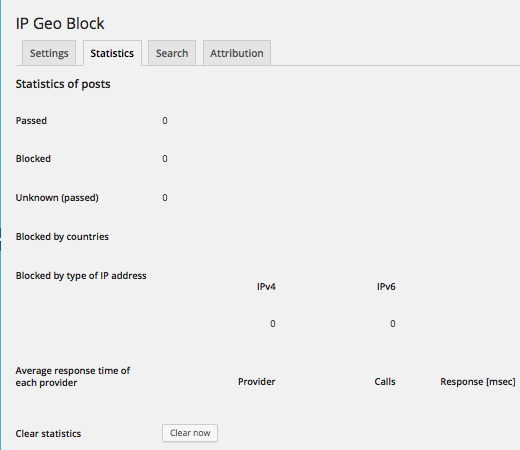 IP Geo Block
Settings Statistics Search Attribution
Statistics of posts
Passed 0
Blocked 0
Unknown (passed) 0
Blocked by countries
Blocked by type of IP address
IPv4 IPv6
0 0
Average response time of
each provider
Provider Calls Response [msec]
Clear statistics Clear now